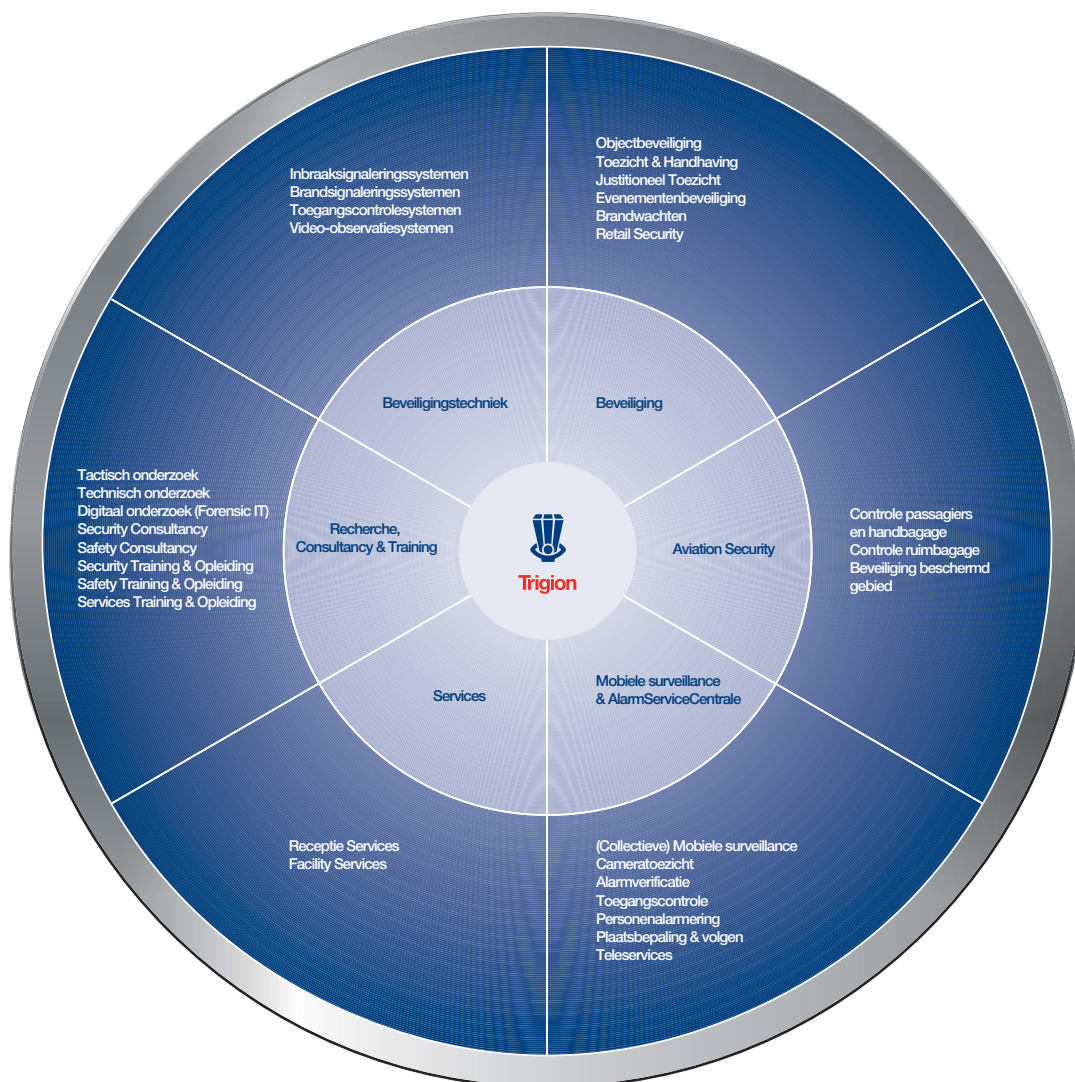 Objectbeveiliging
Toezicht & Handhaving
Justitioneel Toezicht
Evenementenbeveiliging
Brandwachten
Retail Security
Inbraaksignaleringssystemen
Brandsignaleringssystemen
Toegangscontrolesystemen
Video-observatiesystemen
Beveiligingstechniek
Beveiliging
Tactisch onderzoek
Technisch onderzoek
Digitaal onderzoek (Forensic IT)
Security Consultancy
Safety Consultancy
Security Training & Opleiding
Safety Training & Opleiding
Services Training & Opleiding
Recherche,
Consultancy & Training
Trigion
Aviation Security
Controle passagiers
en handbagage
Controle ruimbagage
Beveiliging beschermd
gebied
Services
Mobiele surveillance
& AlarmServiceCentrale
Receptie Services
Facility Services
(Collectieve) Mobiele surveillance
Cameratoezicht
Alarmverificatie
Toegangscontrole
Personenalarmering
Plaatsbepaling & volgen
Teleservices